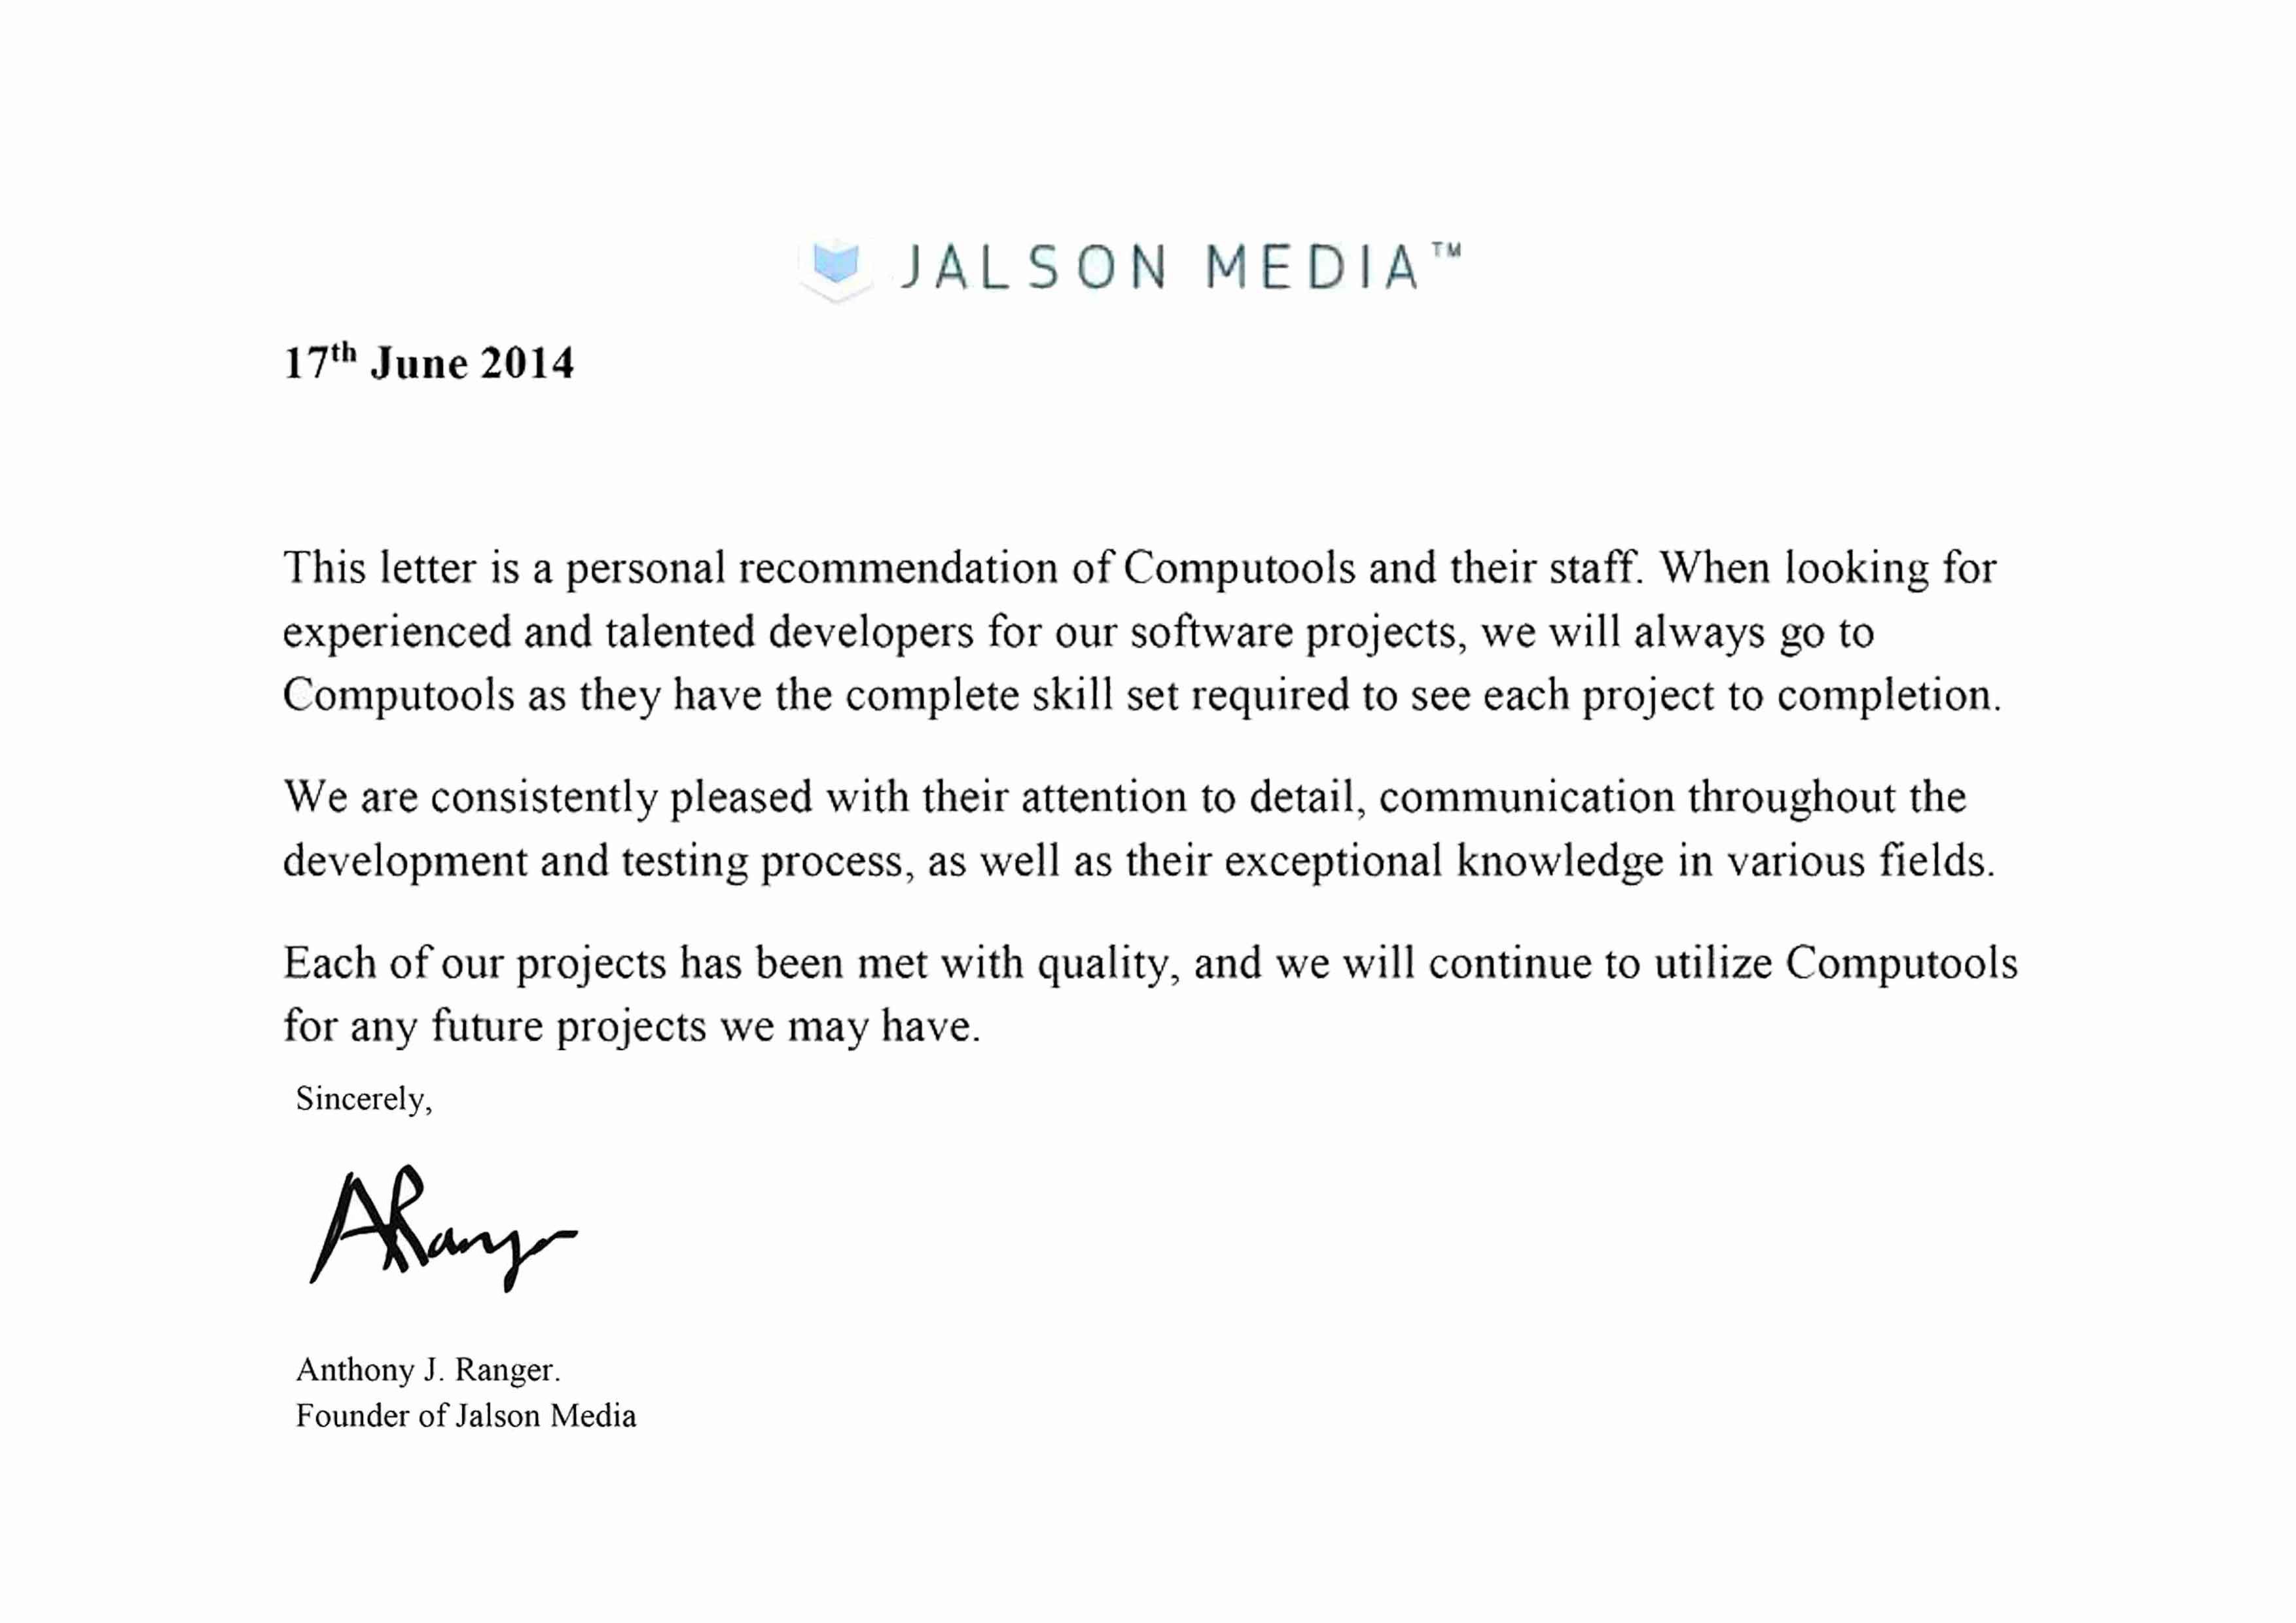 JALSON MEDIA™
17th June 2014
This letter is a personal recommendation of Computools and their staff. When looking for
experienced and talented developers for our software projects, we will always go to
Computools as they have the complete skill set required to see each project to completion.
We are consistently pleased with their attention to detail, communication throughout the
development and testing process, as well as their exceptional knowledge in various fields.
Each of our projects has been met with quality, and we will continue to utilize Computools
for any future projects we may have.
Sincerely,
ARanger
Anthony J. Ranger.
Founder of Jalson Media